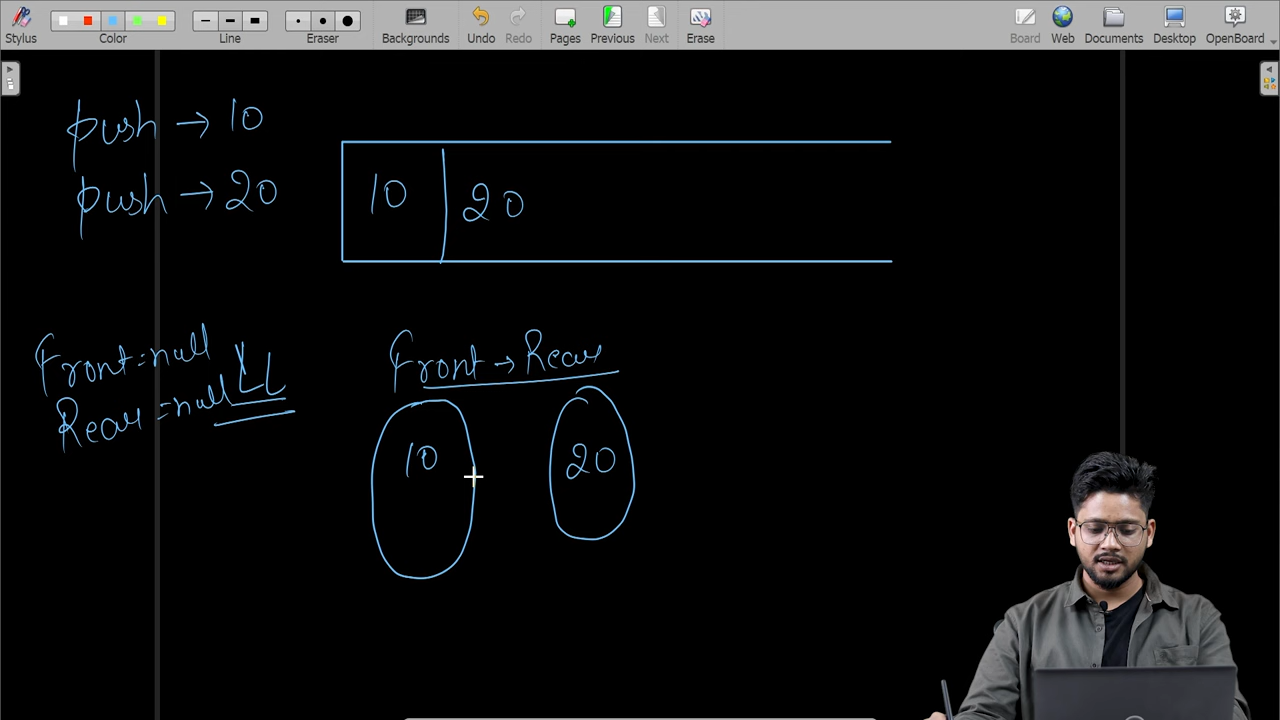 Stylus
Color
Line
Eraser
Backgrounds
Undo
Redo
Pages
Previous
Next
Erase
Board
Web
Documents
Desktop
OpenBoard
push → 10
push → 20
10 | 20
Front = null
Rear = null
LL
Front → Rear
10 20